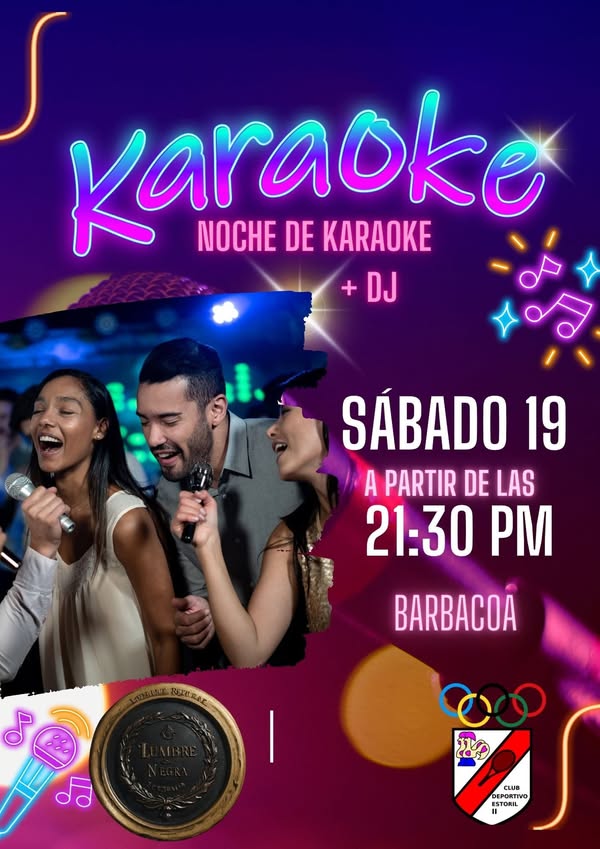 Karaoke
NOCHE DE KARAOKE
+ DJ
SÁBADO 19
A PARTIR DE LAS
21:30 PM
BARBACOA
LUMBRE
NEGRA
CLUB
DEPORTIVO
ESTORIL
II